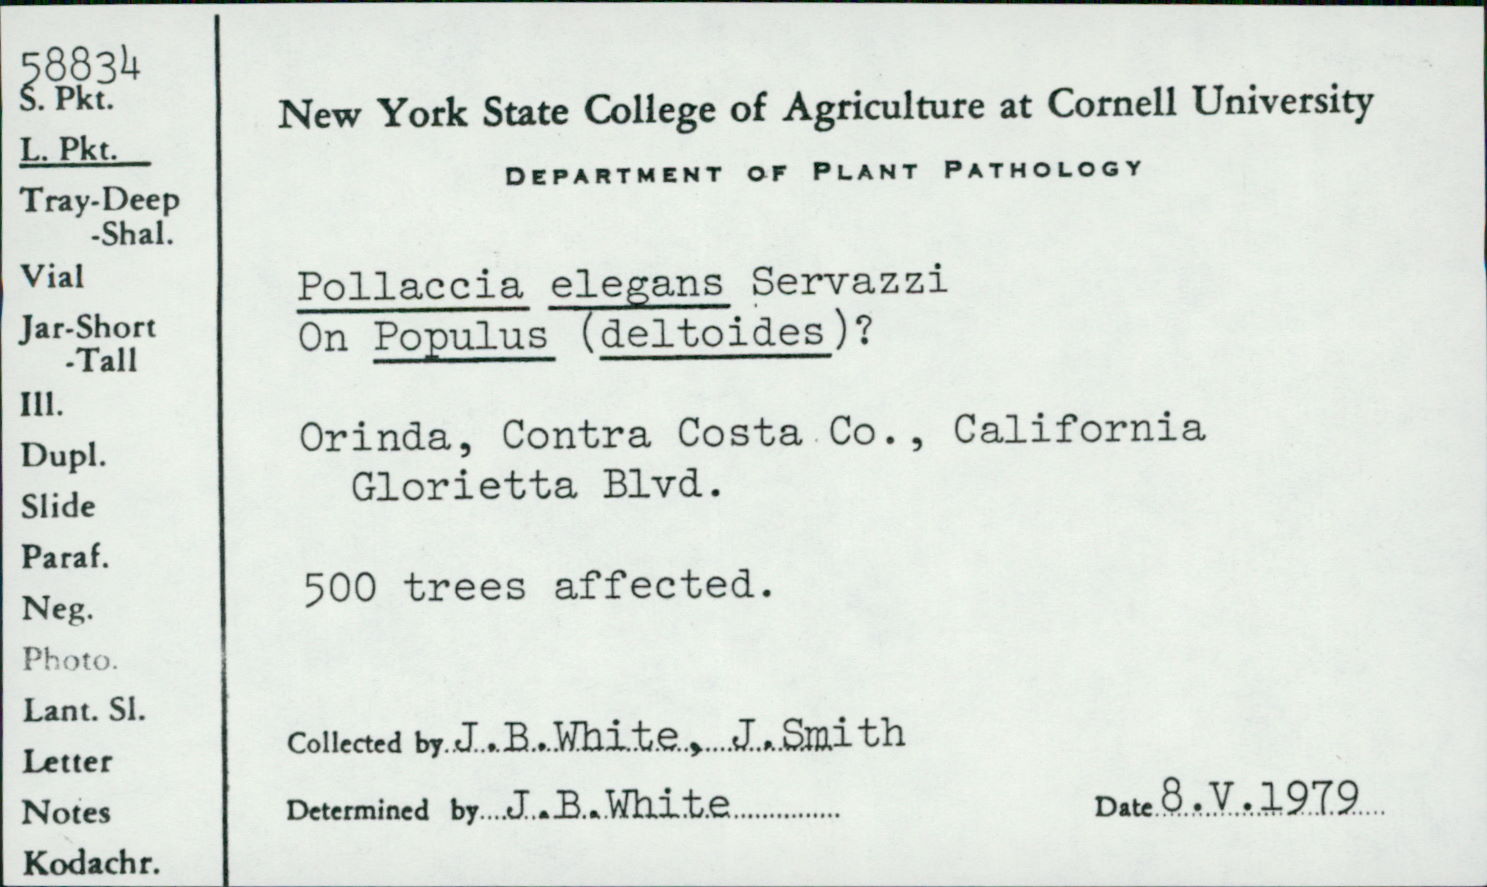 58834
S. Pkt.
L. Pkt.
Tray-Deep
-Shal.
Vial
Jar-Short
-Tall
Ill.
Dupl.
Slide
Paraf.
Neg.
Photo.
Lant. Sl.
Letter
Notes
Kodachr.
New York State College of Agriculture at Cornell University
DEPARTMENT OF PLANT PATHOLOGY
Pollaccia elegans Servazzi
On Populus (deltoides)?
Orinda, Contra Costa Co., California
Glorietta Blvd.
500 trees affected.
Collected by J.B.White, J.Smith
Determined by J.B.White
Date 8.V.1979